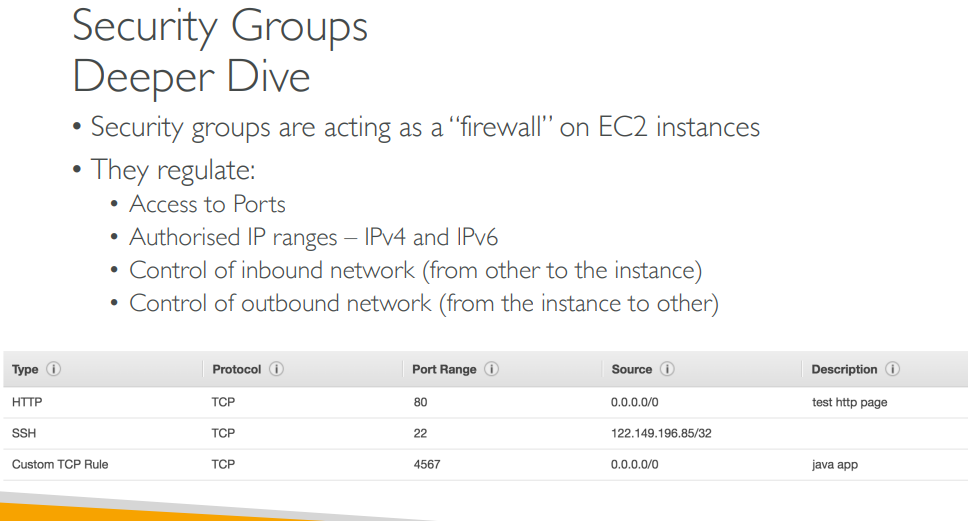 Security Groups
Deeper Dive
• Security groups are acting as a “firewall” on EC2 instances
• They regulate:
• Access to Ports
• Authorised IP ranges – IPv4 and IPv6
• Control of inbound network (from other to the instance)
• Control of outbound network (from the instance to other)
Type Protocol Port Range Source Description
HTTP TCP 80 0.0.0.0/0 test http page
SSH TCP 22 122.149.196.85/32
Custom TCP Rule TCP 4567 0.0.0.0/0 java app